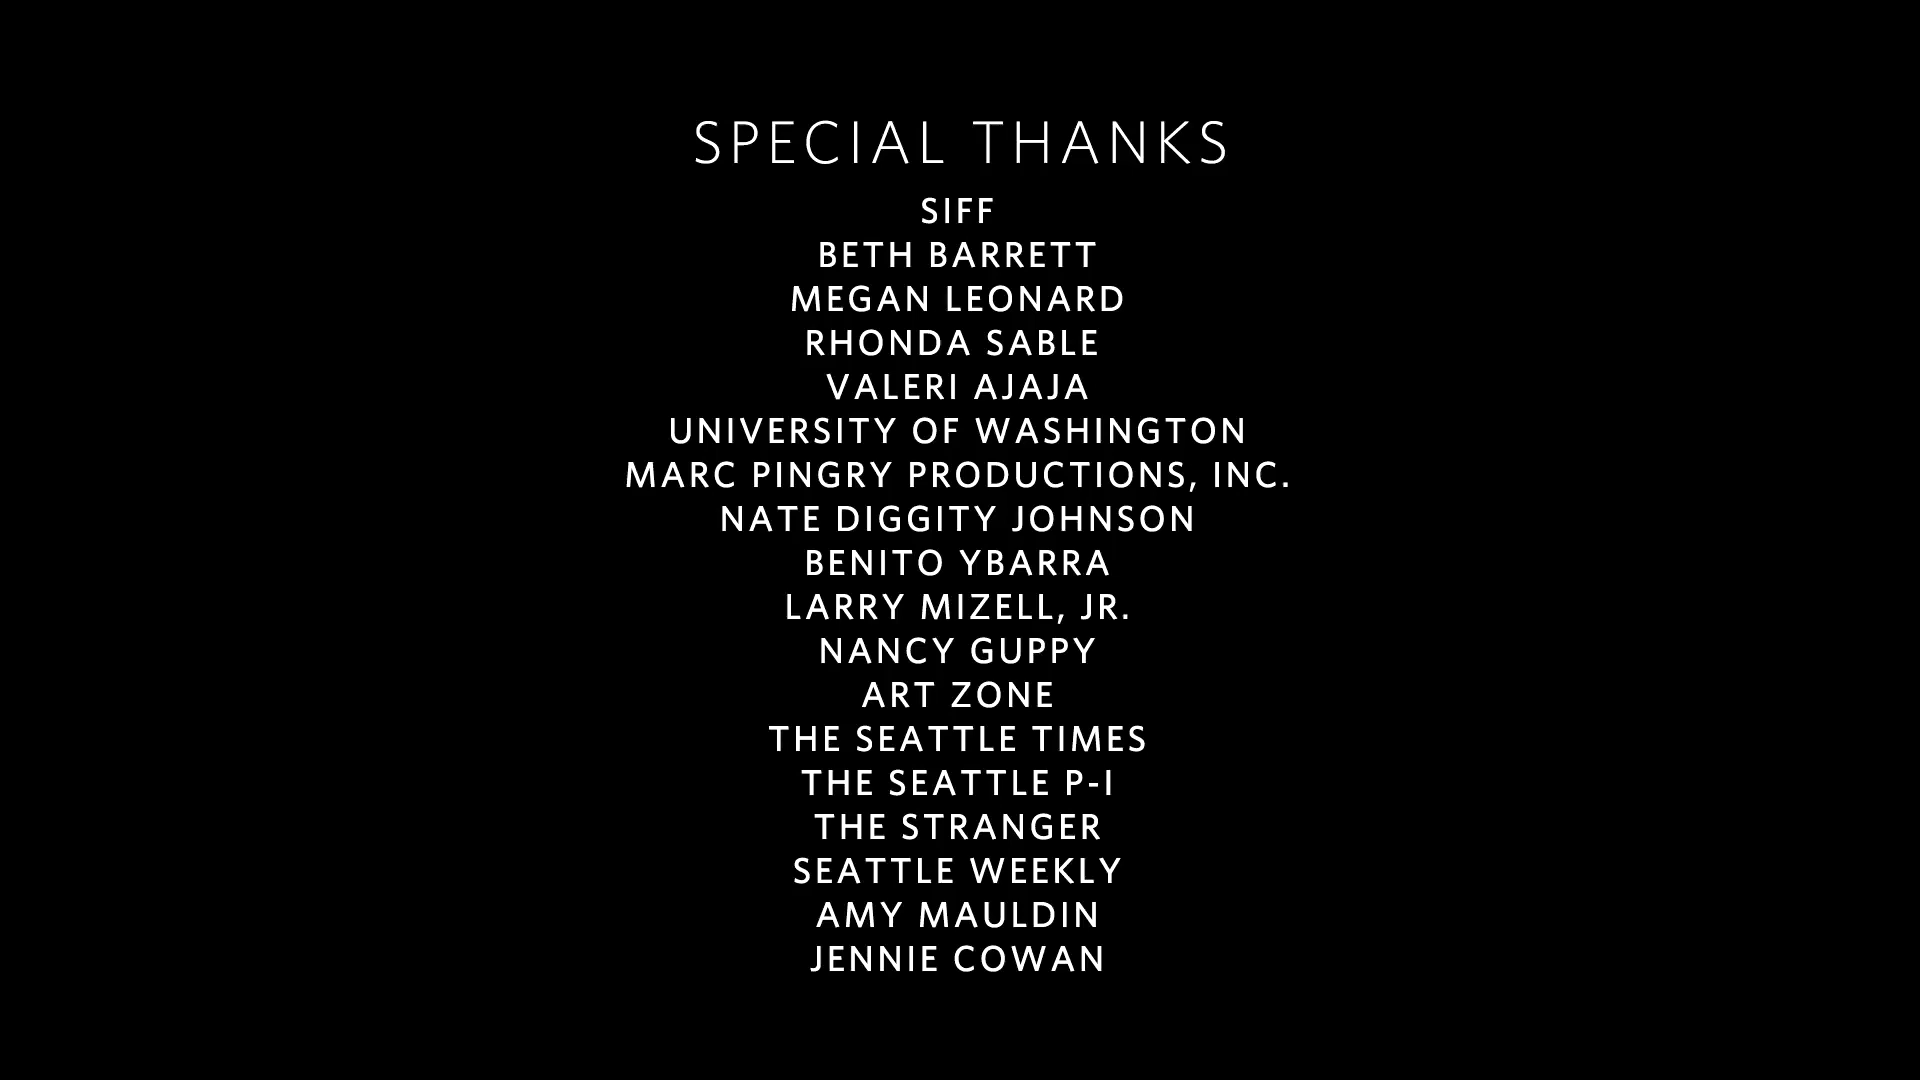 SPECIAL THANKS
SIFF
BETH BARRETT
MEGAN LEONARD
RHONDA SABLE
VALERI AJAJA
UNIVERSITY OF WASHINGTON
MARC PINGRY PRODUCTIONS, INC.
NATE DIGGITY JOHNSON
BENITO YBARRA
LARRY MIZELL, JR.
NANCY GUPPY
ART ZONE
THE SEATTLE TIMES
THE SEATTLE P-I
THE STRANGER
SEATTLE WEEKLY
AMY MAULDIN
JENNIE COWAN